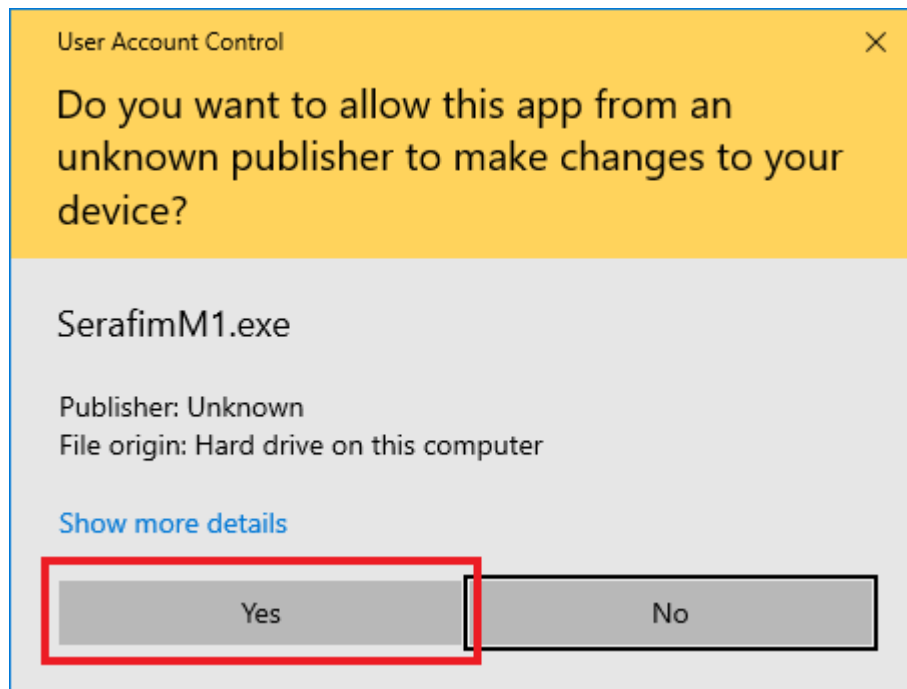 User Account Control
Do you want to allow this app from an
unknown publisher to make changes to your
device?
SerafimM1.exe
Publisher: Unknown
File origin: Hard drive on this computer
Show more details
Yes
No